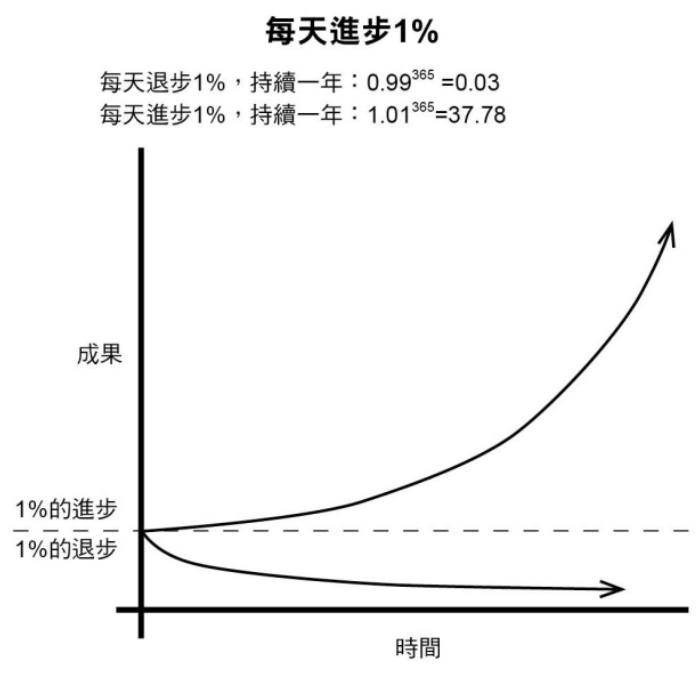 每天進步1%
每天退步1%，持續一年：0.99³⁶⁵ =0.03
每天進步1%，持續一年：1.01³⁶⁵=37.78
成果
1%的進步
1%的退步
時間